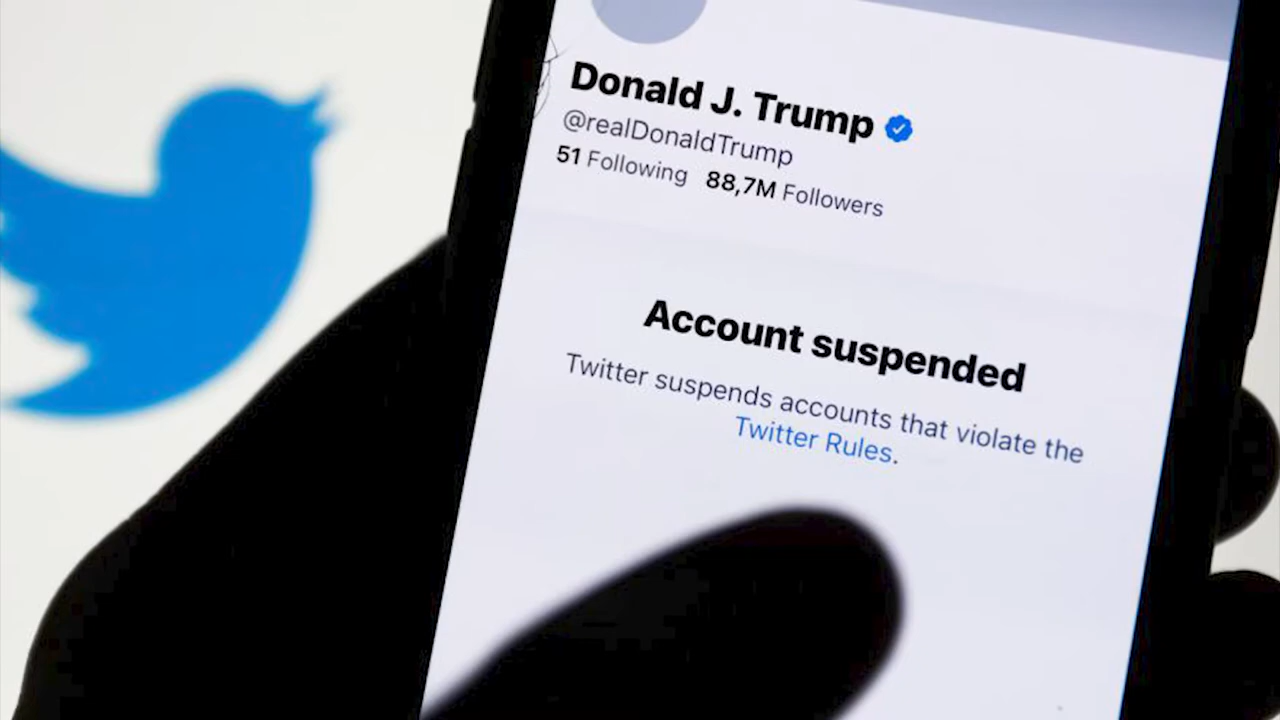 Donald J. Trump
@realDonaldTrump
51 Following 88,7M Followers
Account suspended
Twitter suspends accounts that violate the
Twitter Rules.